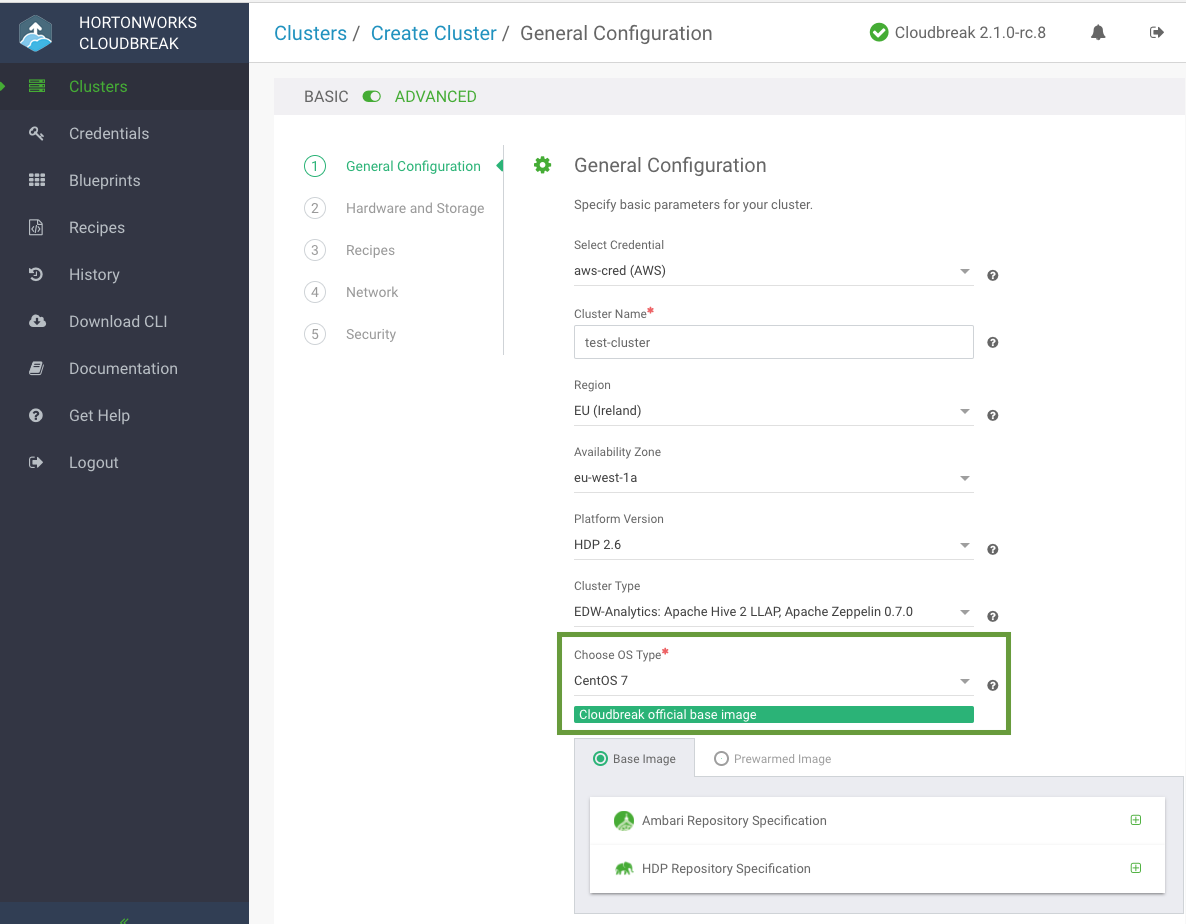 HORTONWORKS
CLOUDBREAK
Clusters / Create Cluster / General Configuration
Cloudbreak 2.1.0-rc.8
Clusters
Credentials
Blueprints
Recipes
History
Download CLI
Documentation
Get Help
Logout
BASIC ADVANCED
1 General Configuration
2 Hardware and Storage
3 Recipes
4 Network
5 Security
General Configuration
Specify basic parameters for your cluster.
Select Credential
aws-cred (AWS)
Cluster Name*
test-cluster
Region
EU (Ireland)
Availability Zone
eu-west-1a
Platform Version
HDP 2.6
Cluster Type
EDW-Analytics: Apache Hive 2 LLAP, Apache Zeppelin 0.7.0
Choose OS Type*
CentOS 7
Cloudbreak official base image
Base Image Prewarmed Image
Ambari Repository Specification
HDP Repository Specification